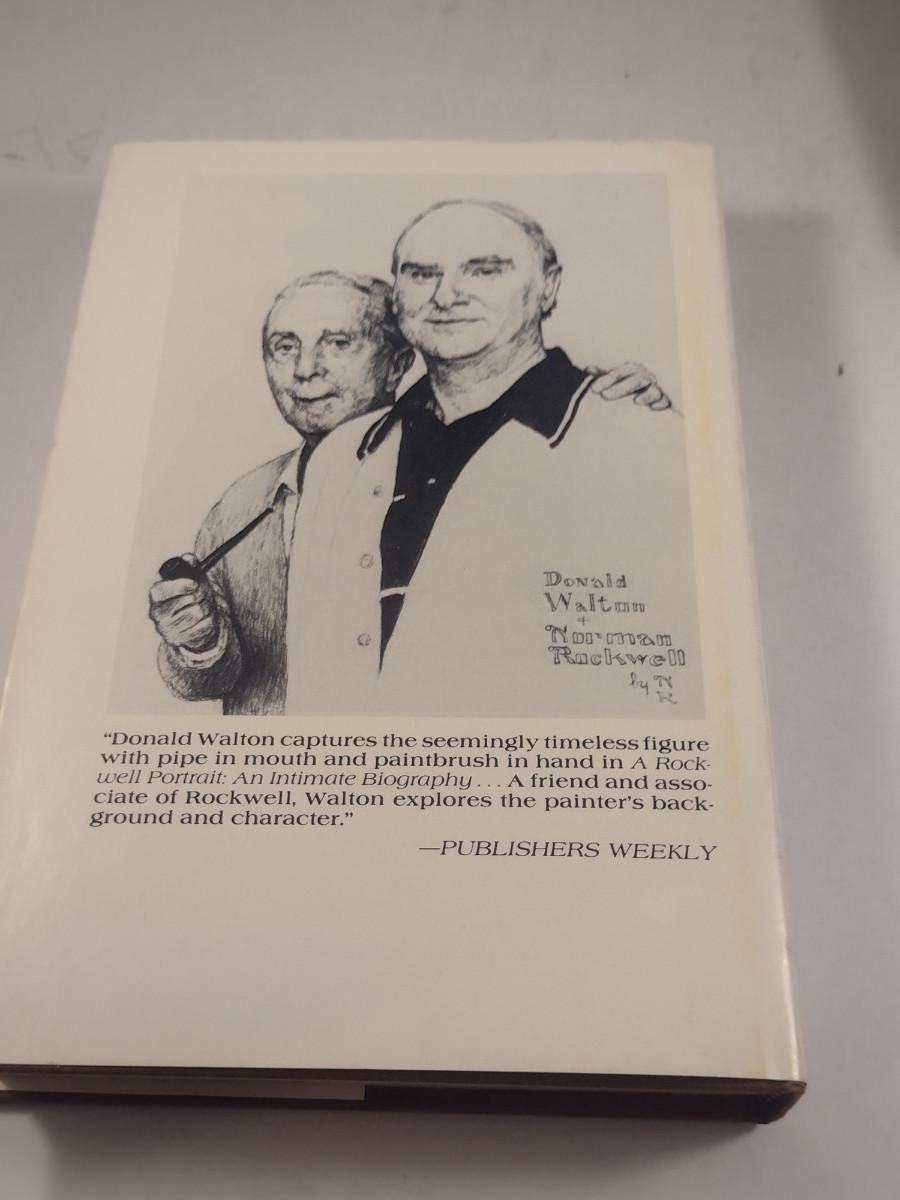 Donald
Walton
+
Norman
Rockwell
by N
R
“Donald Walton captures the seemingly timeless figure
with pipe in mouth and paintbrush in hand in A Rock-
well Portrait: An Intimate Biography . . . A friend and asso-
ciate of Rockwell, Walton explores the painter’s back-
ground and character.”
—PUBLISHERS WEEKLY